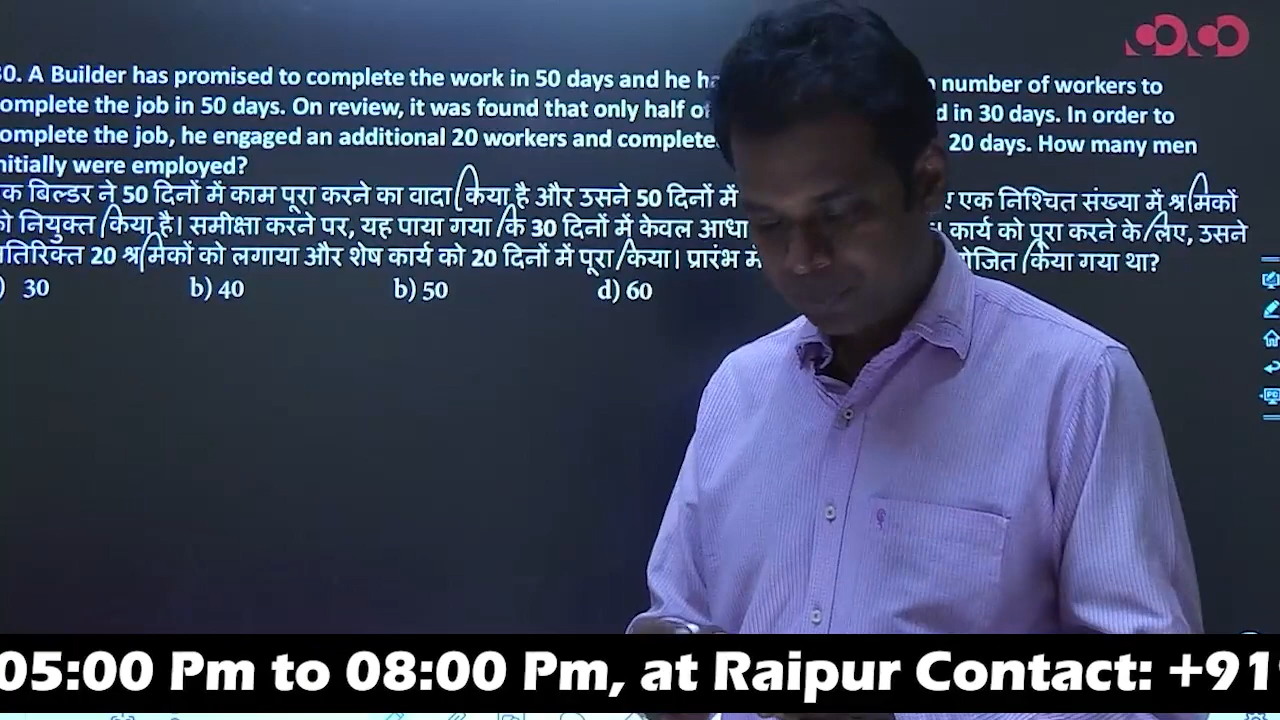 0. A Builder has promised to complete the work in 50 days and he ha number of workers to
omplete the job in 50 days. On review, it was found that only half of d in 30 days. In order to
omplete the job, he engaged an additional 20 workers and complete 20 days. How many men
nitially were employed?
क बिल्डर ने 50 दिनों में काम पूरा करने का वादा किया है और उसने 50 दिनों में ए एक निश्चित संख्या में श्रमिकों
को नियुक्त किया है। समीक्षा करने पर, यह पाया गया कि 30 दिनों में केवल आधा कार्य को पूरा करने के लिए, उसने
तिरिक्त 20 श्रमिकों को लगाया और शेष कार्य को 20 दिनों में पूरा किया। प्रारंभ में योजित किया गया था?
) 30 b) 40 b) 50 d) 60
05:00 Pm to 08:00 Pm, at Raipur Contact: +91